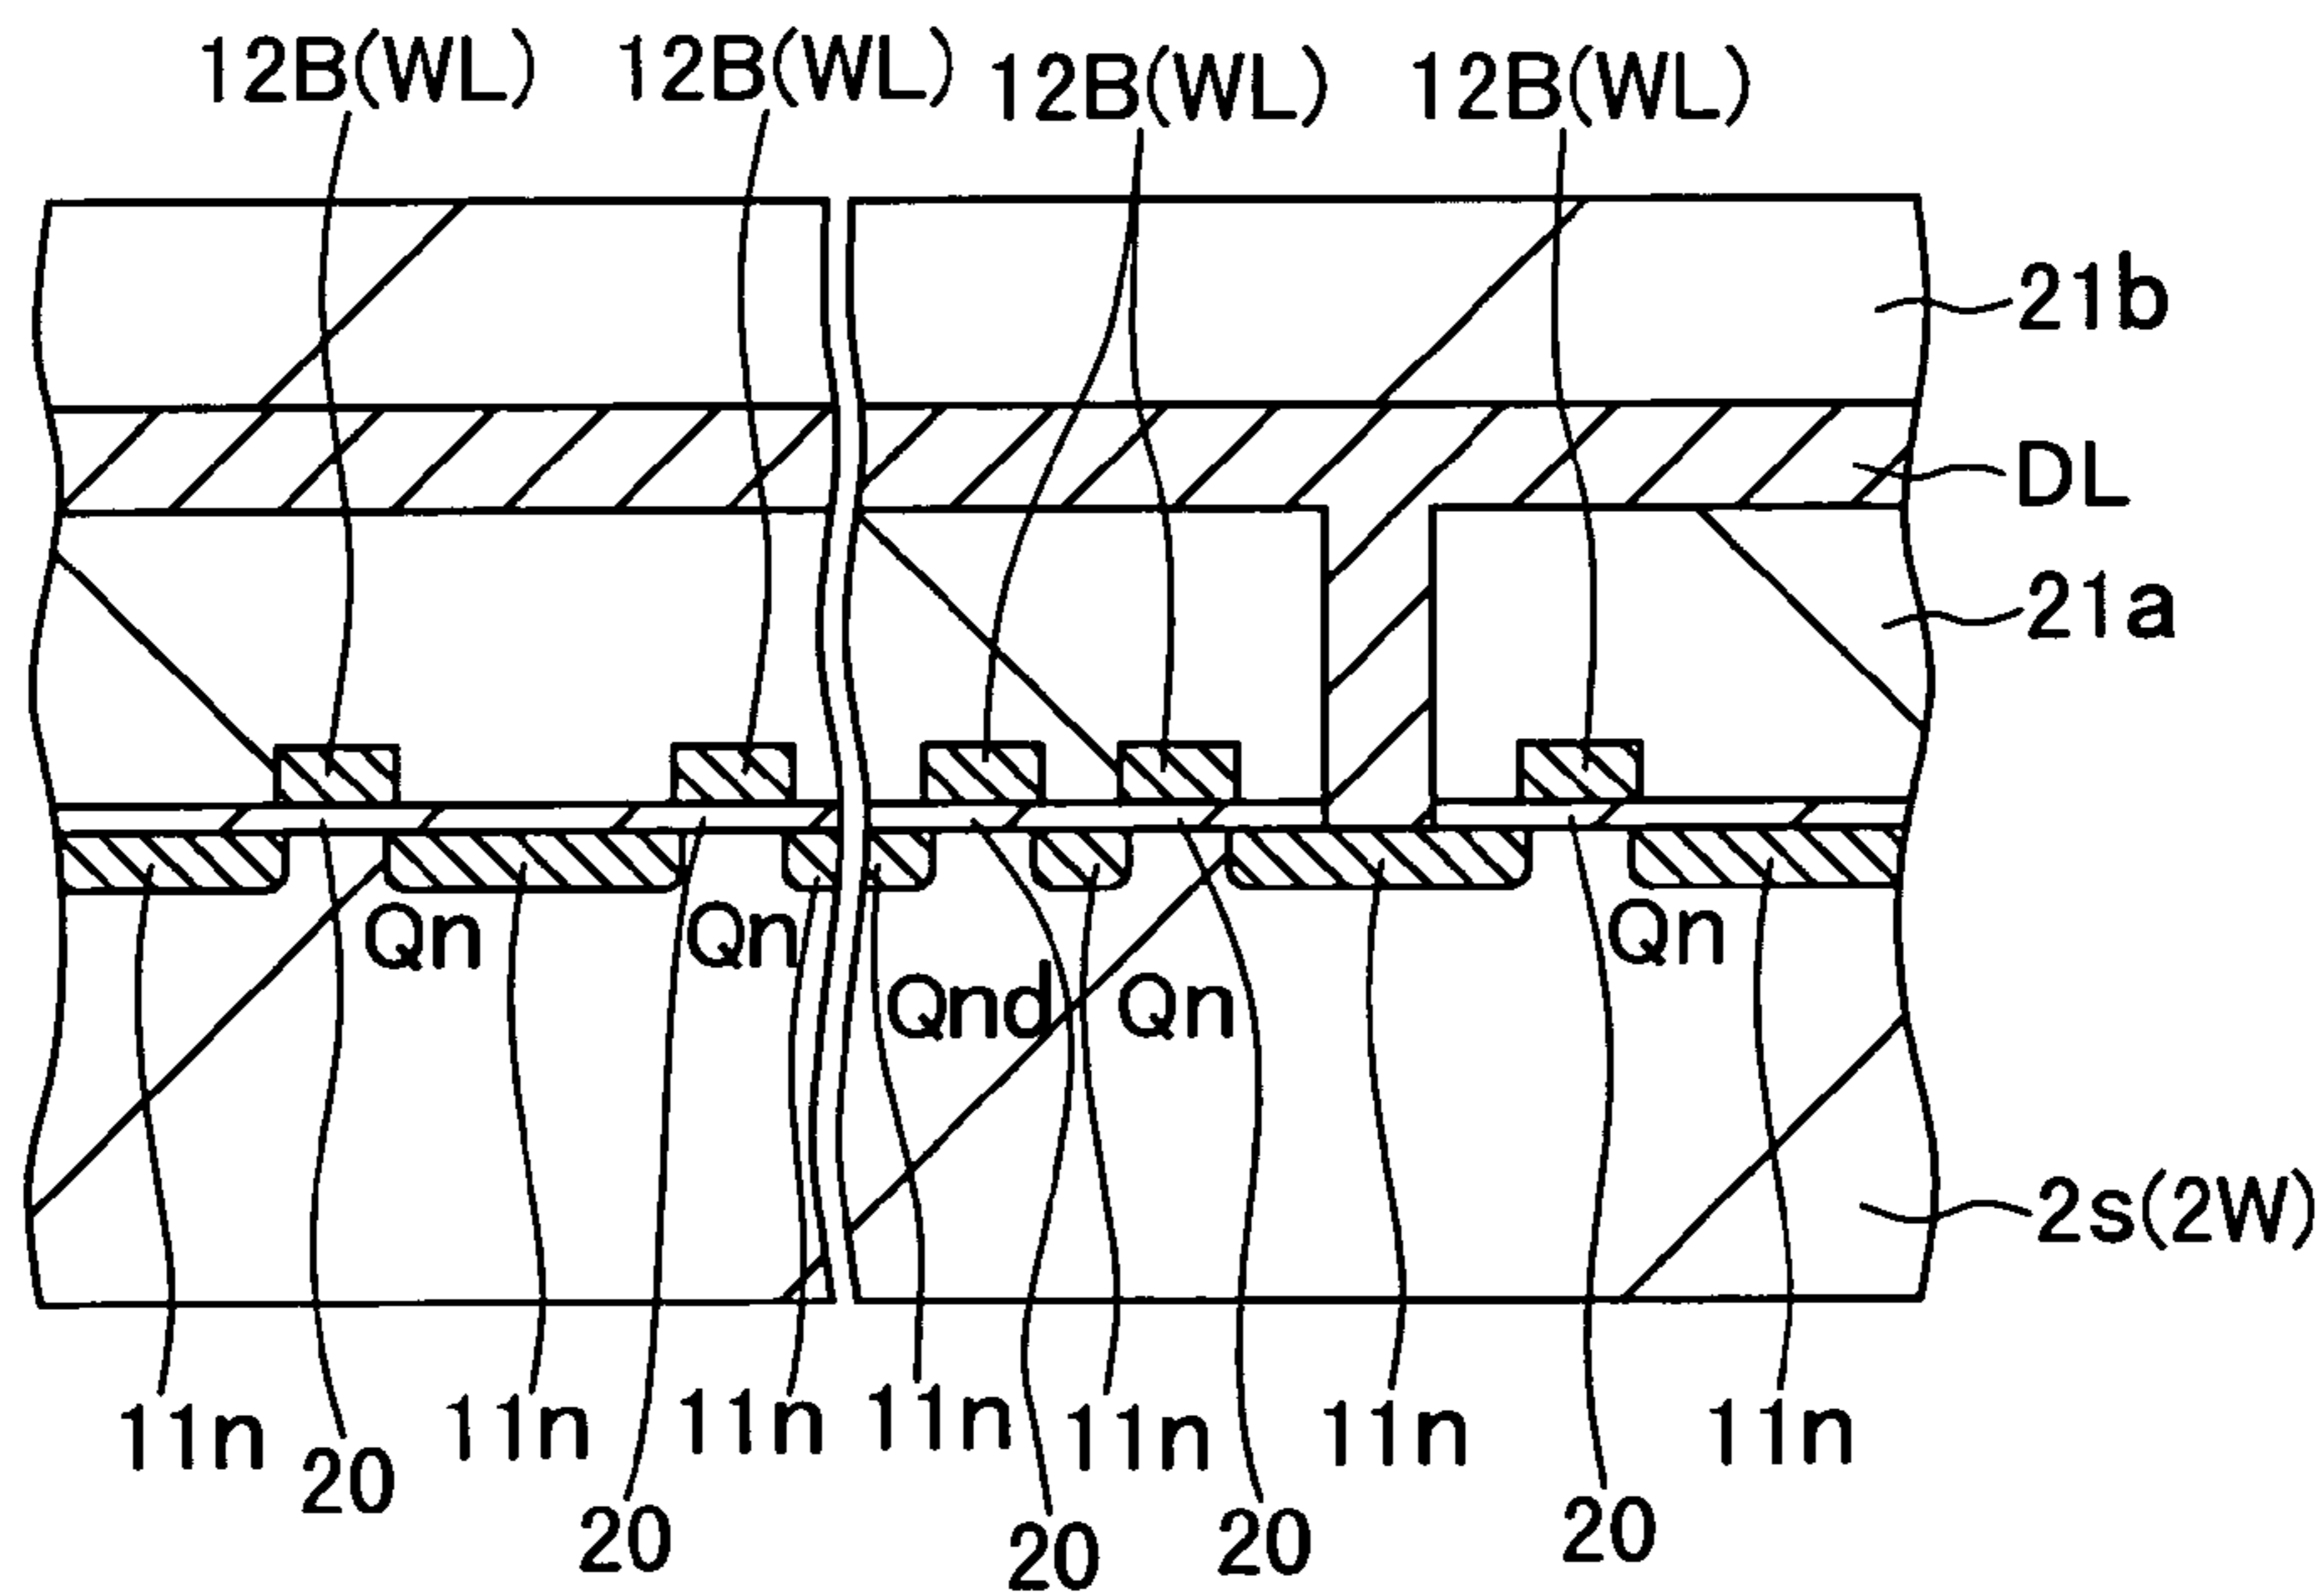 12B(WL) 12B(WL) 12B(WL) 12B(WL)
21b
DL
21a
Qn Qn Qn
Qnd Qn
2s(2W)
11n 11n 11n 11n 11n 11n 11n
20 20 20 20 20